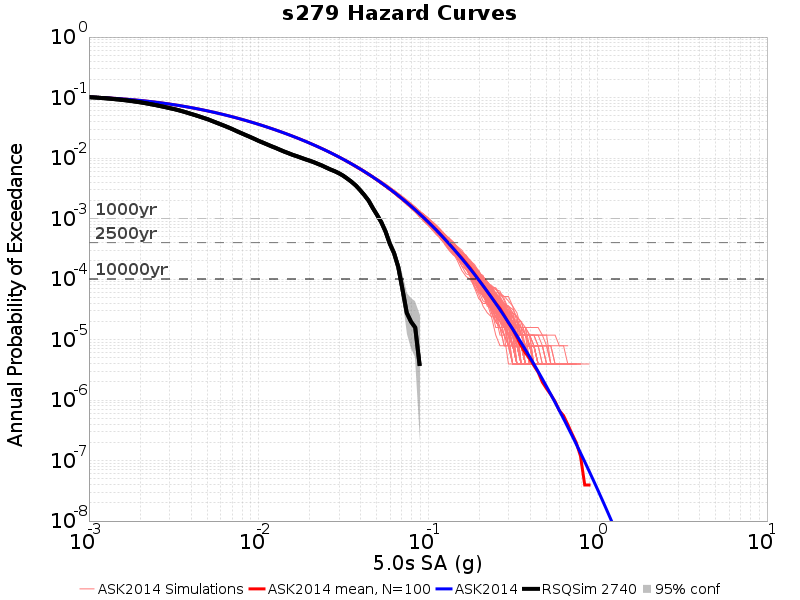 s279 Hazard Curves
Annual Probability of Exceedance
10^0
10^-1
10^-2
10^-3
10^-4
10^-5
10^-6
10^-7
10^-8
1000yr
2500yr
10000yr
10^-3 10^-2 10^-1 10^0 10^1
5.0s SA (g)
ASK2014 Simulations ASK2014 mean, N=100 ASK2014 RSQSim 2740 95% conf